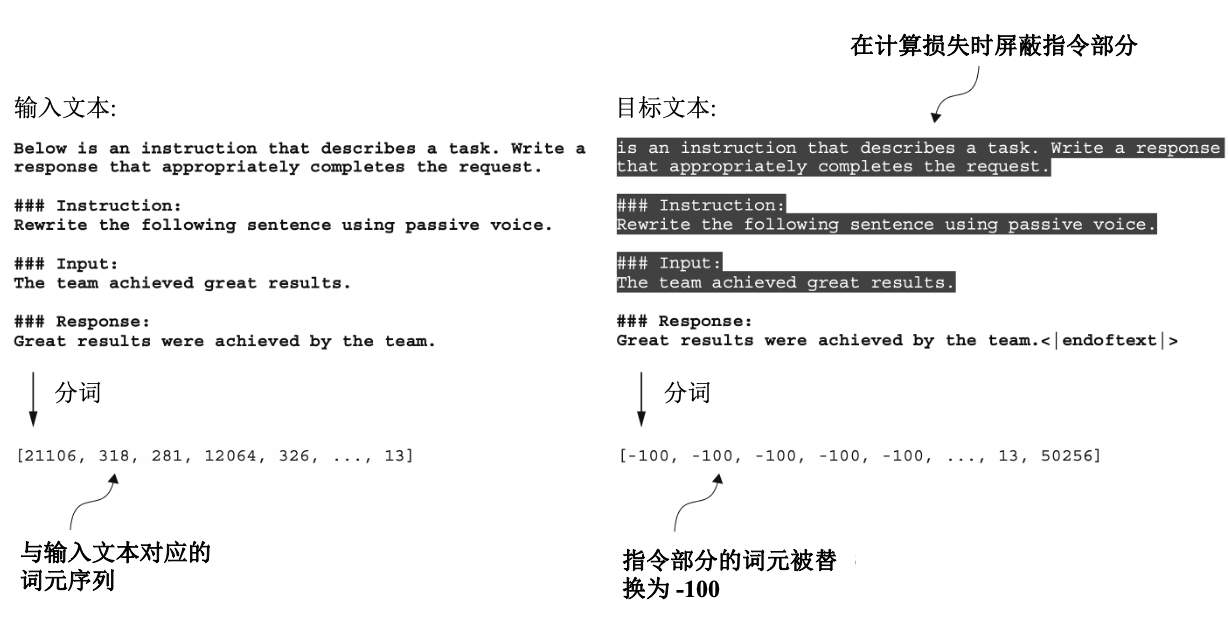 在计算损失时屏蔽指令部分
输入文本:
Below is an instruction that describes a task. Write a
response that appropriately completes the request.
### Instruction:
Rewrite the following sentence using passive voice.
### Input:
The team achieved great results.
### Response:
Great results were achieved by the team.
分词
[21106, 318, 281, 12064, 326, ..., 13]
与输入文本对应的
词元序列
目标文本:
is an instruction that describes a task. Write a response
that appropriately completes the request.
### Instruction:
Rewrite the following sentence using passive voice.
### Input:
The team achieved great results.
### Response:
Great results were achieved by the team.<|endoftext|>
分词
[-100, -100, -100, -100, -100, ..., 13, 50256]
指令部分的词元被替
换为 -100